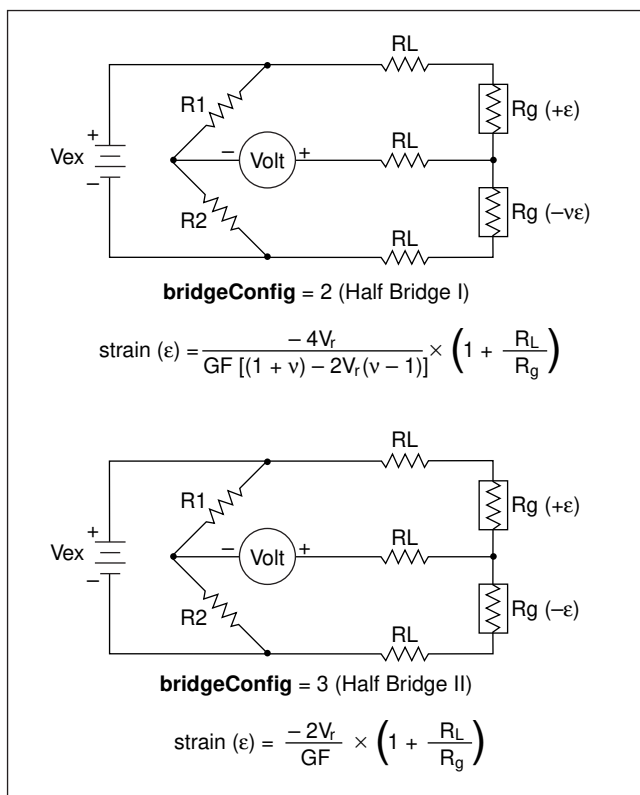 RL
R1
Rg (+ε)
+
Vex
−
− Volt +
RL
R2
Rg (−νε)
RL
bridgeConfig = 2 (Half Bridge I)
strain (ε) = − 4Vr / GF [(1 + ν) − 2Vr(ν − 1)] × (1 + RL / Rg)
RL
R1
Rg (+ε)
+
Vex
−
− Volt +
RL
R2
Rg (−ε)
RL
bridgeConfig = 3 (Half Bridge II)
strain (ε) = − 2Vr / GF × (1 + RL / Rg)